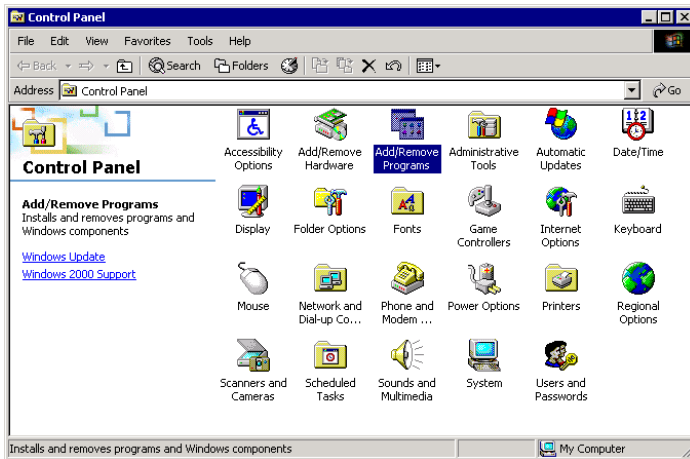 Control Panel
File Edit View Favorites Tools Help
Back Search Folders
Address Control Panel Go
Control Panel
Add/Remove Programs
Installs and removes programs and
Windows components
Windows Update
Windows 2000 Support
Accessibility
Options
Add/Remove
Hardware
Add/Remove
Programs
Administrative
Tools
Automatic
Updates
Date/Time
Display
Folder Options
Fonts
Game
Controllers
Internet
Options
Keyboard
Mouse
Network and
Dial-up Co...
Phone and
Modem ...
Power Options
Printers
Regional
Options
Scanners and
Cameras
Scheduled
Tasks
Sounds and
Multimedia
System
Users and
Passwords
Installs and removes programs and Windows components
My Computer